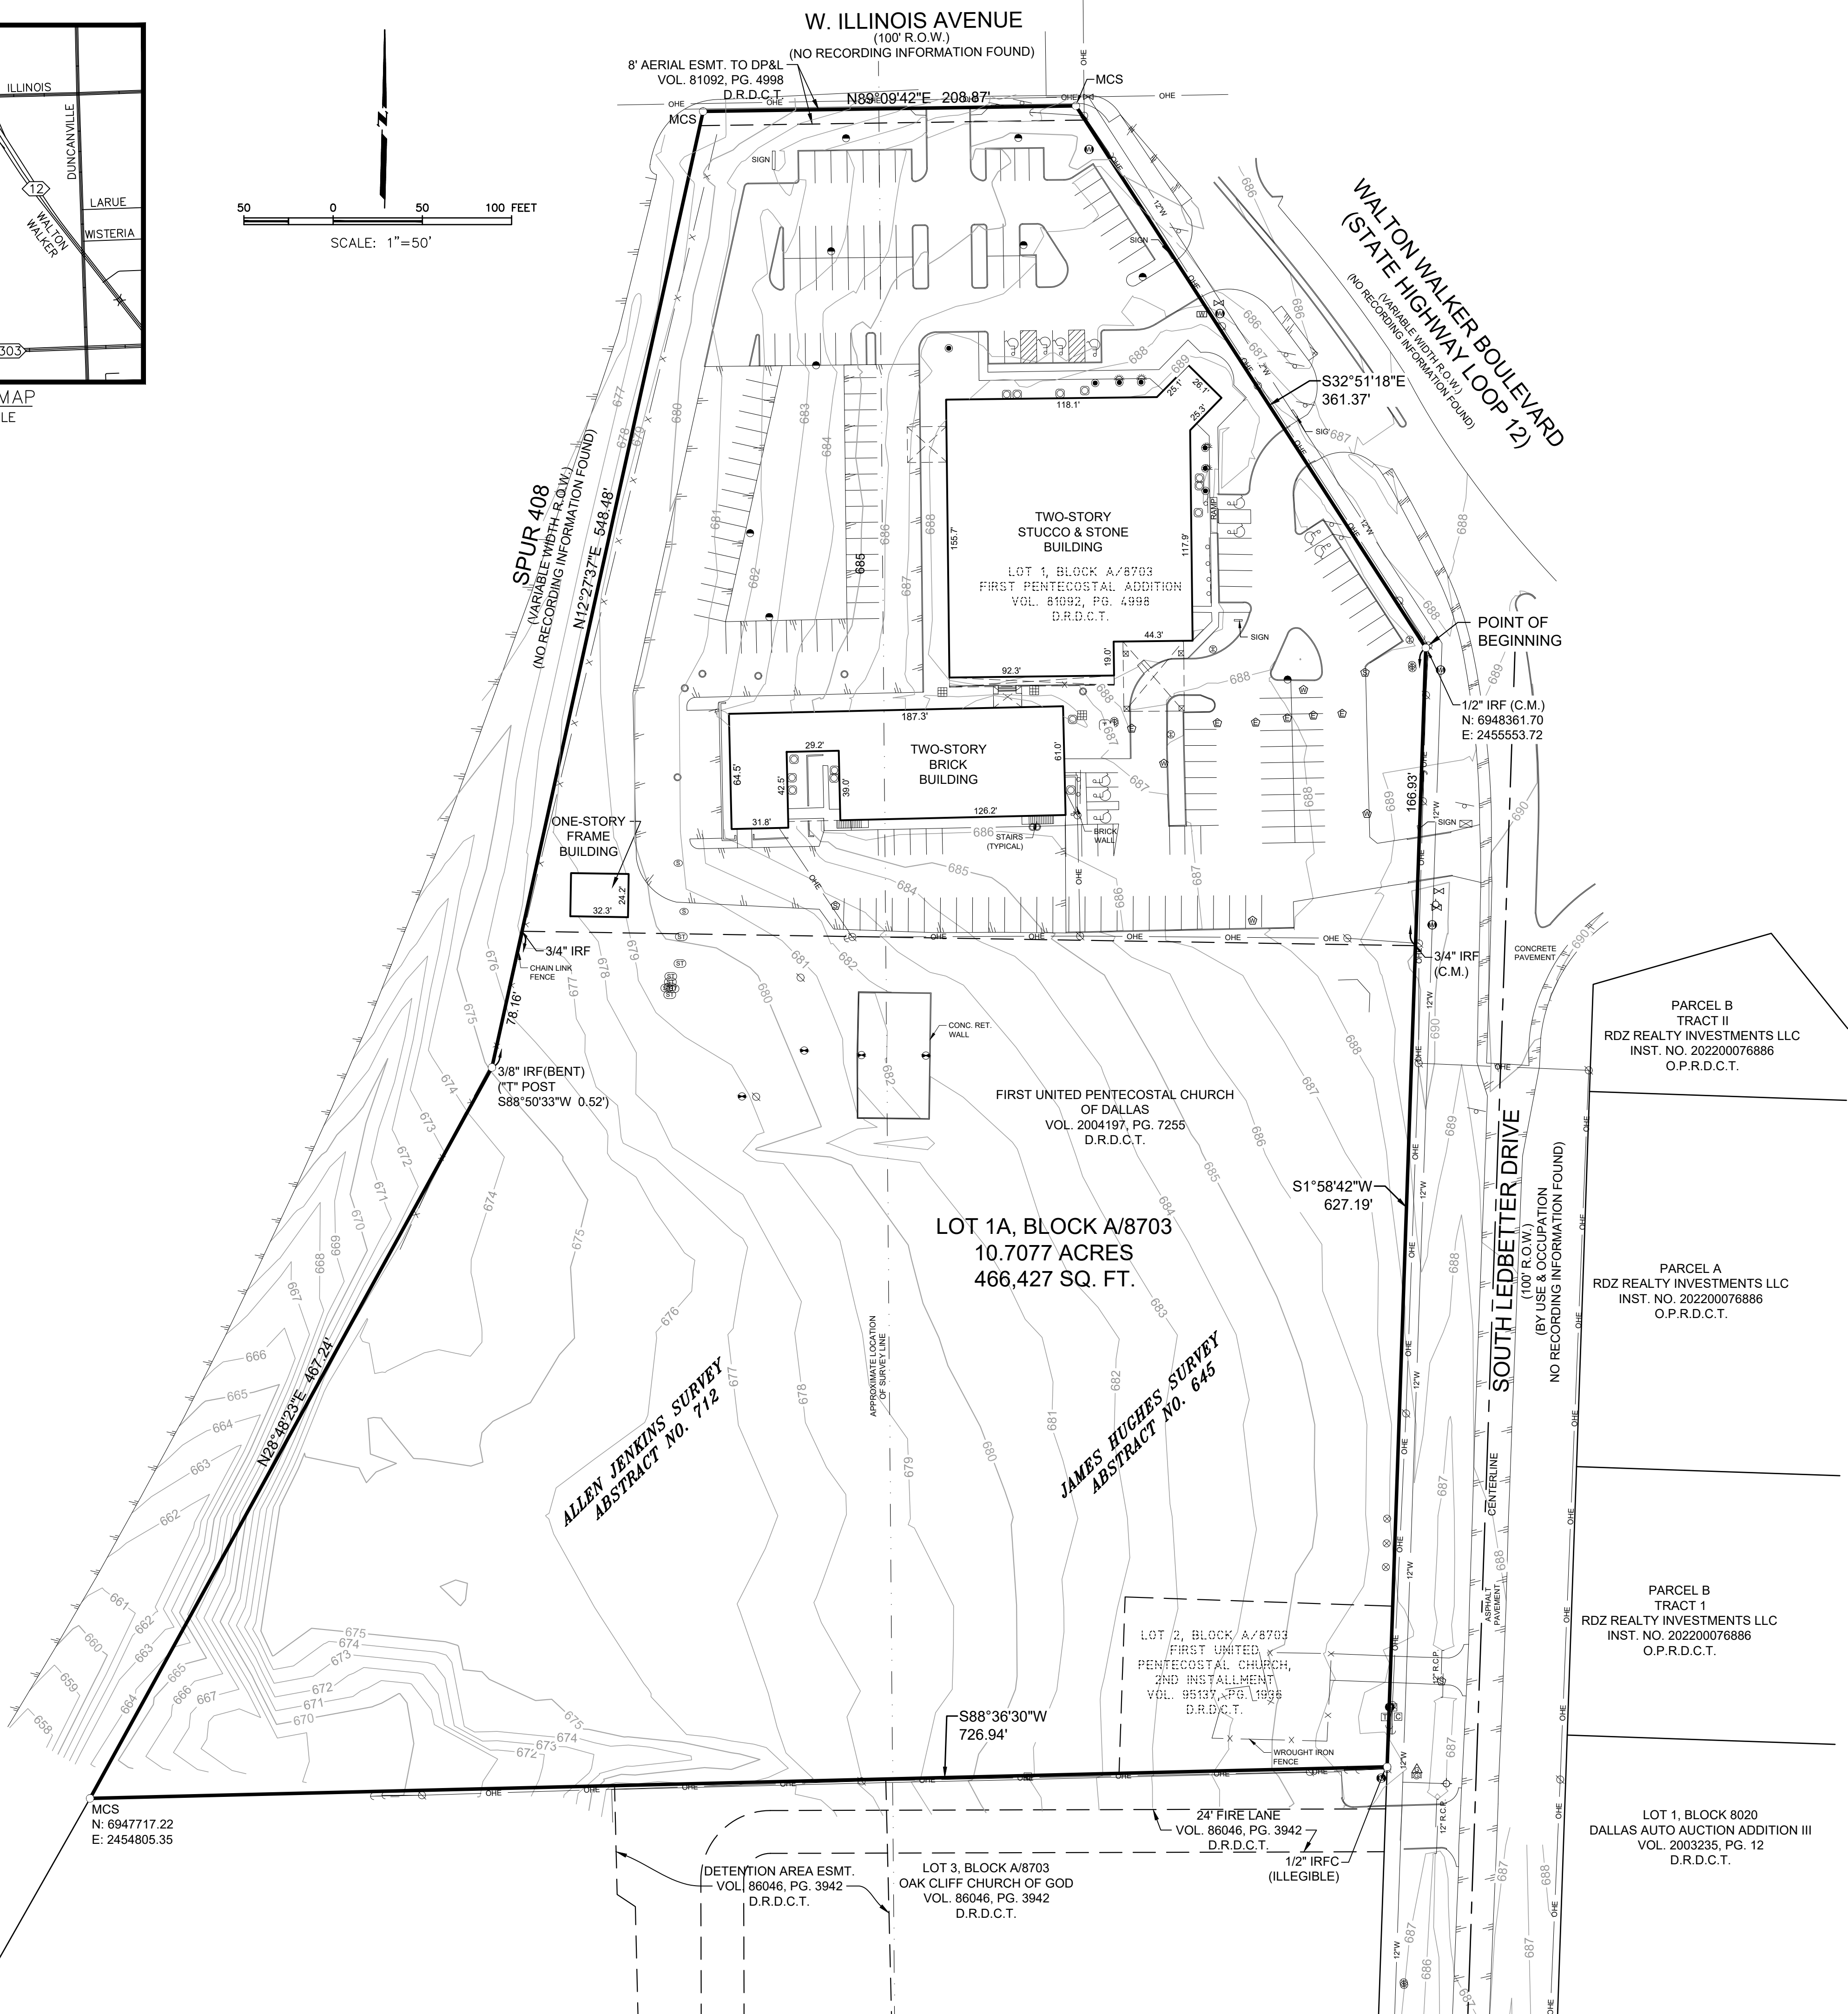 W. ILLINOIS AVENUE
(100' R.O.W.)
(NO RECORDING INFORMATION FOUND)
8' AERIAL ESMT. TO DP&L
VOL. 81092, PG. 4998
D.R.D.C.T.
N89°09'42"E 208.87'
MCS
MCS
ILLINOIS
DUNCANVILLE
12
WALTON
WALKER
LARUE
WISTERIA
303
MAP
LE
Z
50 0 50 100 FEET
SCALE: 1"=50'
WALTON WALKER BOULEVARD
(STATE HIGHWAY LOOP 12)
(VARIABLE WIDTH R.O.W.)
(NO RECORDING INFORMATION FOUND)
S32°51'18"E
361.37'
SIGN
SIGN
SPUR 408
(VARIABLE WIDTH R.O.W.)
(NO RECORDING INFORMATION FOUND)
N12°27'37"E 548.48'
118.1'
25.1'
26.1'
25.3'
155.7'
117.9'
RAMP
TWO-STORY
STUCCO & STONE
BUILDING
LOT 1, BLOCK A/8703
FIRST PENTECOSTAL ADDITION
VOL. 81092, PG. 4998
D.R.D.C.T.
44.3'
19.0'
92.3'
SIGN
POINT OF
BEGINNING
1/2" IRF (C.M.)
N: 6948361.70
E: 2455553.72
166.93'
SIGN
187.3'
TWO-STORY
BRICK
BUILDING
29.2'
64.5'
42.5'
39.0'
61.0'
31.8'
126.2'
STAIRS
(TYPICAL)
BRICK
WALL
ONE-STORY
FRAME
BUILDING
32.3'
24.2'
3/4" IRF
CHAIN LINK
FENCE
78.16'
3/4" IRF
(C.M.)
CONCRETE
PAVEMENT
3/8" IRF(BENT)
("T" POST
S88°50'33"W 0.52')
CONC. RET.
WALL
FIRST UNITED PENTECOSTAL CHURCH
OF DALLAS
VOL. 2004197, PG. 7255
D.R.D.C.T.
PARCEL B
TRACT II
RDZ REALTY INVESTMENTS LLC
INST. NO. 202200076886
O.P.R.D.C.T.
S1°58'42"W
627.19'
LOT 1A, BLOCK A/8703
10.7077 ACRES
466,427 SQ. FT.
SOUTH LEDBETTER DRIVE
(100' R.O.W.)
(BY USE & OCCUPATION
NO RECORDING INFORMATION FOUND)
PARCEL A
RDZ REALTY INVESTMENTS LLC
INST. NO. 202200076886
O.P.R.D.C.T.
APPROXIMATE LOCATION
OF SURVEY LINE
N28°48'23"E 467.24'
ALLEN JENKINS SURVEY
ABSTRACT NO. 712
JAMES HUGHES SURVEY
ABSTRACT NO. 645
CENTERLINE
ASPHALT
PAVEMENT
PARCEL B
TRACT 1
RDZ REALTY INVESTMENTS LLC
INST. NO. 202200076886
O.P.R.D.C.T.
LOT 2, BLOCK A/8703
FIRST UNITED
PENTECOSTAL CHURCH,
2ND INSTALLMENT
VOL. 95137, PG. 1936
D.R.D.C.T.
12" R.C.P.
WROUGHT IRON
FENCE
S88°36'30"W
726.94'
MCS
N: 6947717.22
E: 2454805.35
12" R.C.P.
24' FIRE LANE
VOL. 86046, PG. 3942
D.R.D.C.T.
1/2" IRFC
(ILLEGIBLE)
DETENTION AREA ESMT.
VOL. 86046, PG. 3942
D.R.D.C.T.
LOT 3, BLOCK A/8703
OAK CLIFF CHURCH OF GOD
VOL. 86046, PG. 3942
D.R.D.C.T.
LOT 1, BLOCK 8020
DALLAS AUTO AUCTION ADDITION III
VOL. 2003235, PG. 12
D.R.D.C.T.